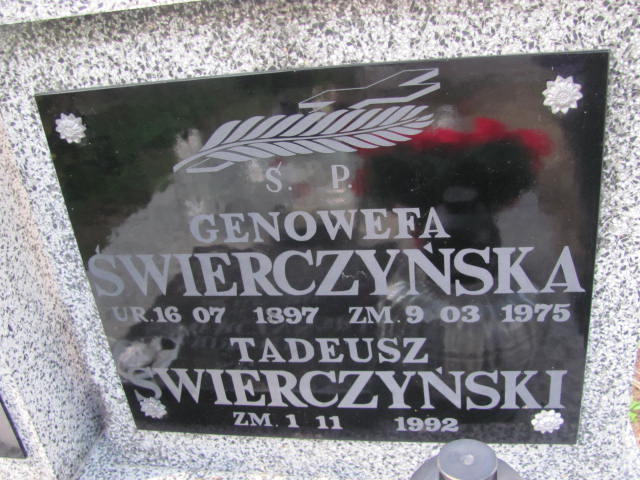 Ś. P.
GENOWEFA
ŚWIERCZYŃSKA
UR. 16 07 1897 ZM. 9 03 1975
TADEUSZ
ŚWIERCZYŃSKI
ZM. 1 11 1992